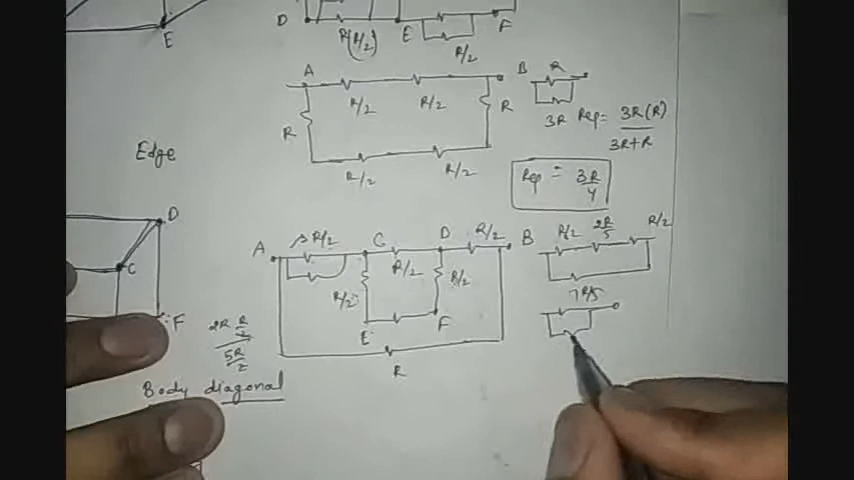 D
R(R/2)
E
F
R/2
E
A
B
R
R/2
R/2
R
R
3R
Rep = 3R(R)
3R+R
R/2
R/2
Edge
Rep = 3R
4
D
C
F
A
R/2
C
D
R/2
B
R/2
2R/5
R/2
R/2
R/2
R/2
E
F
R
7R/5
2R R/2
5R/2
Body diagonal